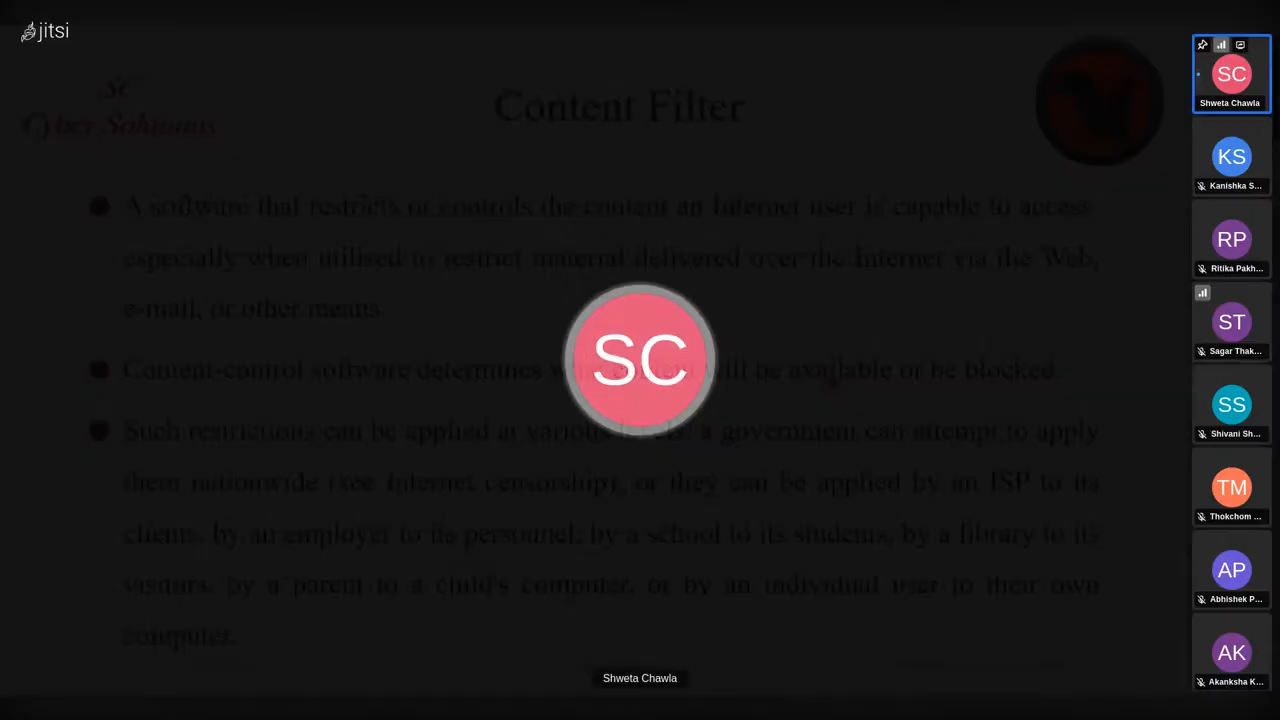 jitsi
SC
Cyber Solutions
Content Filter
A software that restricts or controls the content an Internet user is capable to access
especially when utilised to restrict material delivered over the Internet via the Web,
e-mail, or other means.
Content-control software determines what content will be available or be blocked.
Such restrictions can be applied at various levels: a government can attempt to apply
them nationwide (see Internet censorship), or they can be applied by an ISP to its
clients, by an employer to its personnel, by a school to its students, by a library to its
visitors, by a parent to a child's computer, or by an individual user to their own
computer.
SC
Shweta Chawla
SC
Shweta Chawla
KS
Kanishka S...
RP
Ritika Pakh...
ST
Sagar Thak...
SS
Shivani Sh...
TM
Thokchom ...
AP
Abhishek P...
AK
Akanksha K...